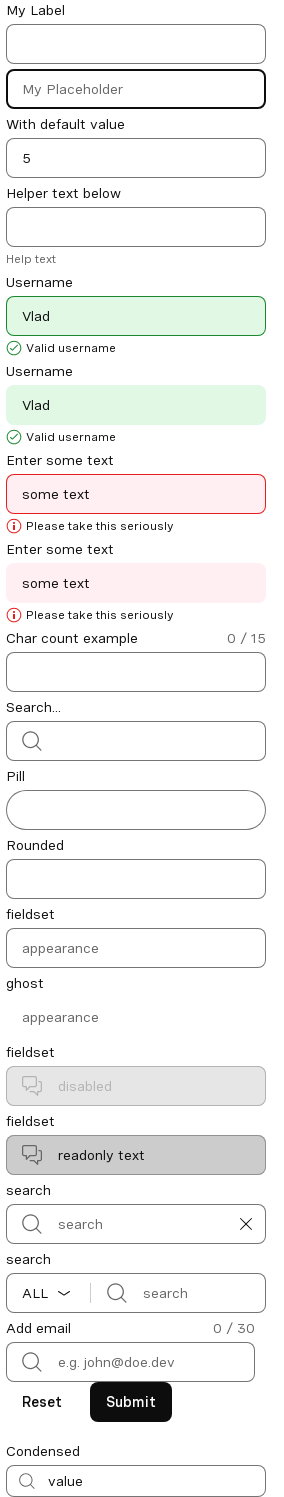 My Label
My Placeholder
With default value
5
Helper text below
Help text
Username
Vlad
Valid username
Username
Vlad
Valid username
Enter some text
some text
Please take this seriously
Enter some text
some text
Please take this seriously
Char count example 0 / 15
Search...
Pill
Rounded
fieldset
appearance
ghost
appearance
fieldset
disabled
fieldset
readonly text
search
search
search
ALL search
Add email 0 / 30
e.g. john@doe.dev
Reset Submit
Condensed
value